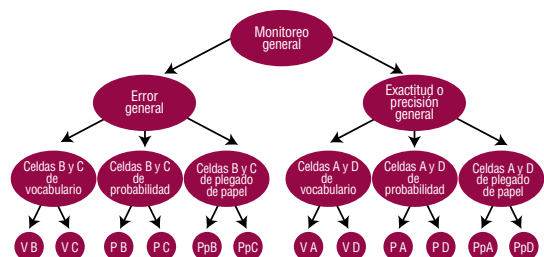 Monitoreo
general
Error
general
Exactitud o
precisión
general
Celdas B y C
de
vocabulario
Celdas B y C
de
probabilidad
Celdas B y C
de plegado
de papel
Celdas A y D
de
vocabulario
Celdas A y D
de
probabilidad
Celdas A y D
de plegado
de papel
V B
V C
P B
P C
PpB
PpC
V A
V D
P A
P D
PpA
PpD